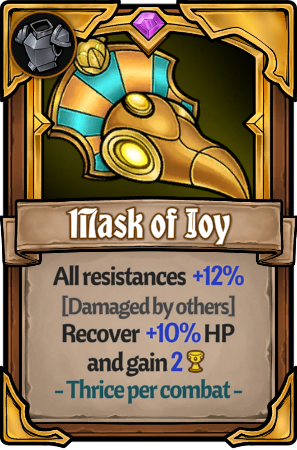 Mask of Joy
All resistances +12%
[Damaged by others]
Recover +10% HP
and gain 2
- Thrice per combat -